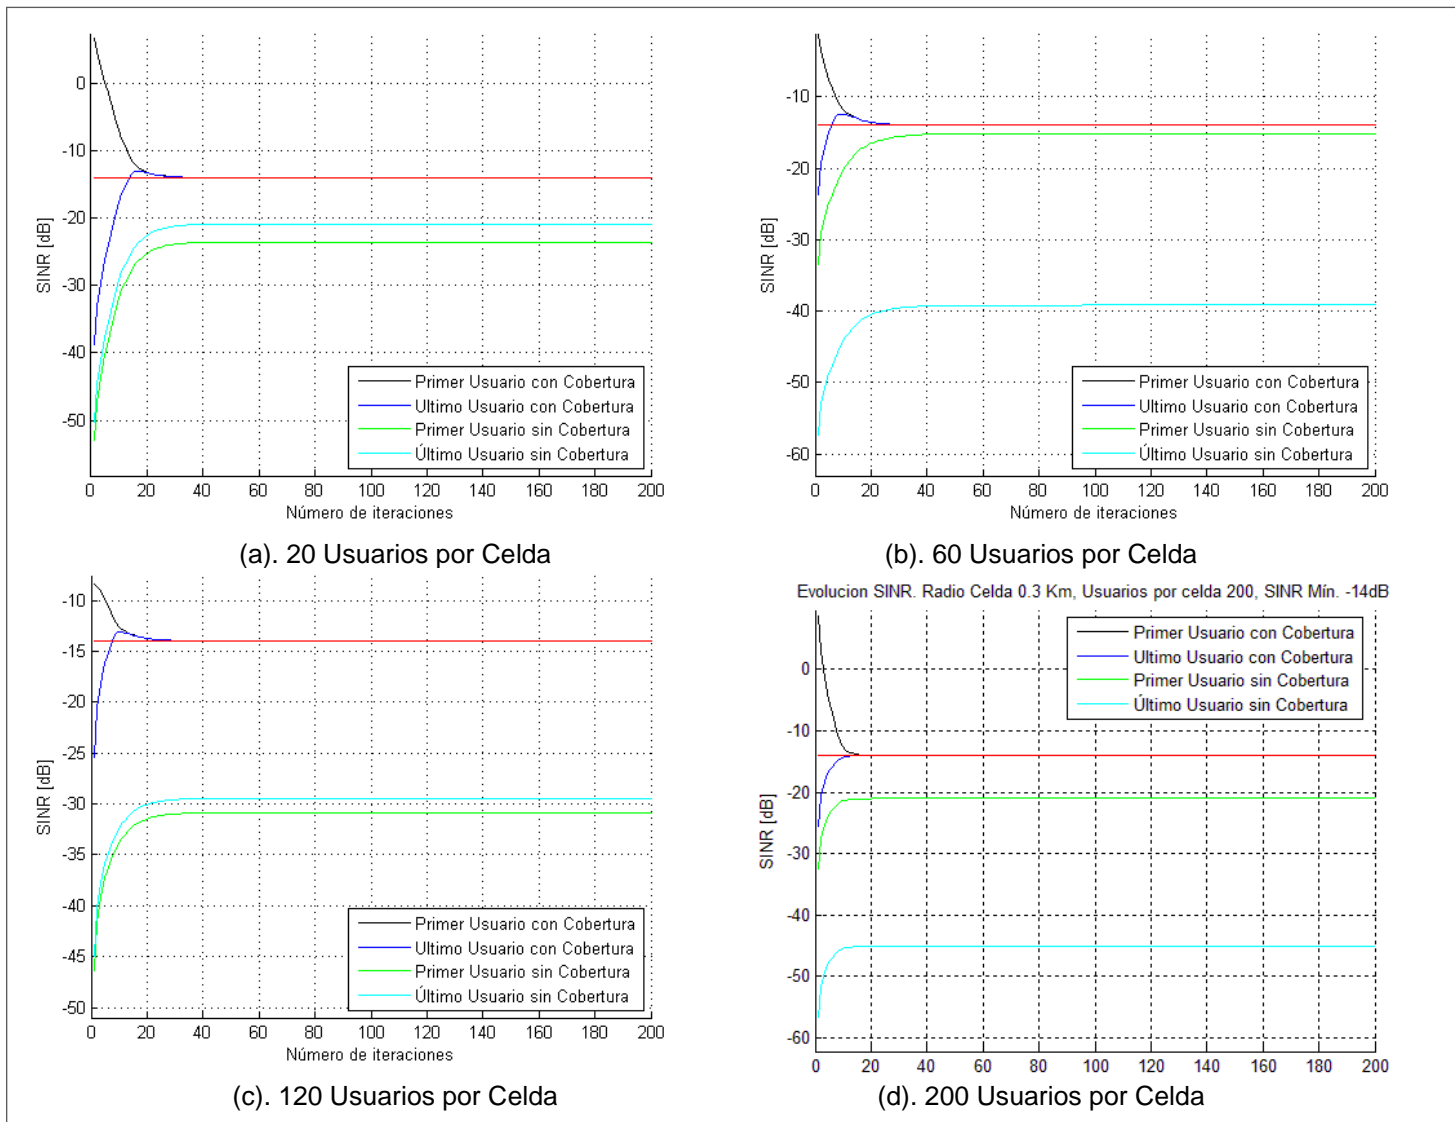 0
-10
-20
-30
-40
-50
SINR [dB]
0 20 40 60 80 100 120 140 160 180 200
Número de iteraciones
Primer Usuario con Cobertura
Ultimo Usuario con Cobertura
Primer Usuario sin Cobertura
Último Usuario sin Cobertura
(a). 20 Usuarios por Celda
-10
-20
-30
-40
-50
-60
SINR [dB]
0 20 40 60 80 100 120 140 160 180 200
Número de iteraciones
Primer Usuario con Cobertura
Ultimo Usuario con Cobertura
Primer Usuario sin Cobertura
Último Usuario sin Cobertura
(b). 60 Usuarios por Celda
-10
-15
-20
-25
-30
-35
-40
-45
-50
SINR [dB]
0 20 40 60 80 100 120 140 160 180 200
Número de iteraciones
Primer Usuario con Cobertura
Ultimo Usuario con Cobertura
Primer Usuario sin Cobertura
Último Usuario sin Cobertura
(c). 120 Usuarios por Celda
Evolucion SINR. Radio Celda 0.3 Km, Usuarios por celda 200, SINR Mín. -14dB
0
-10
-20
-30
-40
-50
-60
SINR [dB]
0 20 40 60 80 100 120 140 160 180 200
Primer Usuario con Cobertura
Ultimo Usuario con Cobertura
Primer Usuario sin Cobertura
Último Usuario sin Cobertura
(d). 200 Usuarios por Celda